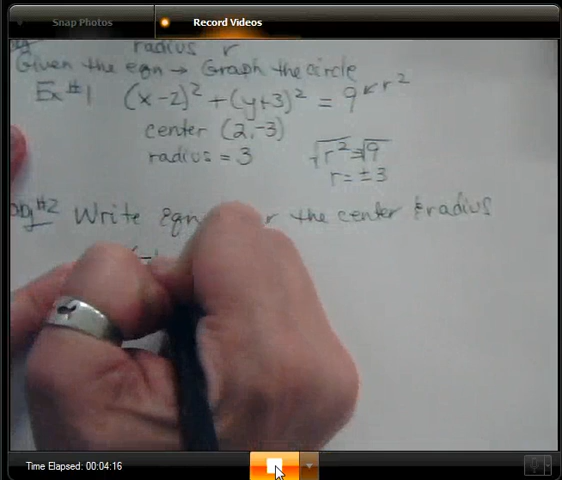 Snap Photos
Record Videos
radius r
Given the eqn → Graph the circle
Ex #1 (x-2)² + (y+3)² = 9 ← r²
center (2,-3)
radius = 3
√r² = √9
r = ±3
#2 Write Eqn the center & radius
Time Elapsed: 00:04:16